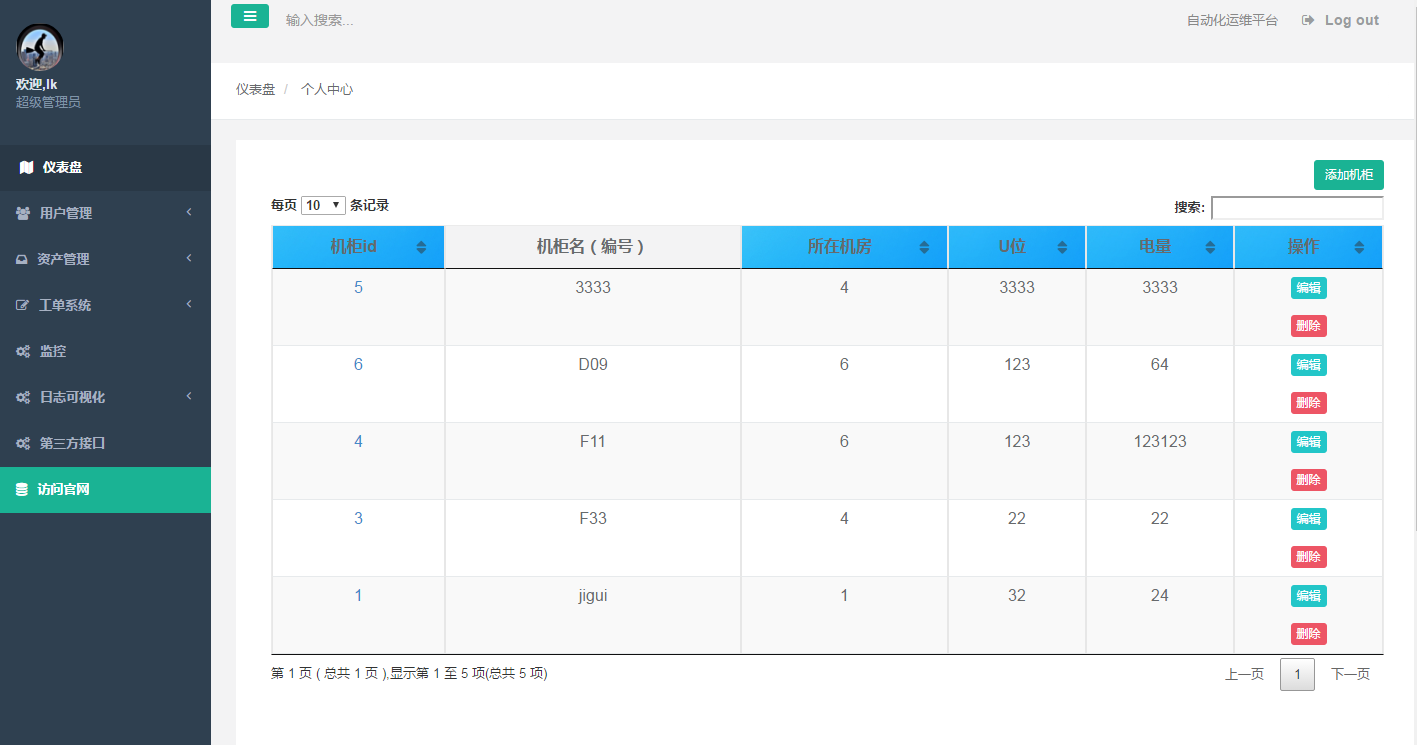 欢迎,lk
超级管理员
仪表盘
用户管理
资产管理
工单系统
监控
日志可视化
第三方接口
访问官网
输入搜索...
自动化运维平台 Log out
仪表盘 / 个人中心
添加机柜
每页 10 条记录 搜索:
机柜id 机柜名 ( 编号 ) 所在机房 U位 电量 操作
5 3333 4 3333 3333 编辑
删除
6 D09 6 123 64 编辑
删除
4 F11 6 123 123123 编辑
删除
3 F33 4 22 22 编辑
删除
1 jigui 1 32 24 编辑
删除
第 1 页 ( 总共 1 页 ),显示第 1 至 5 项(总共 5 项) 上一页 1 下一页